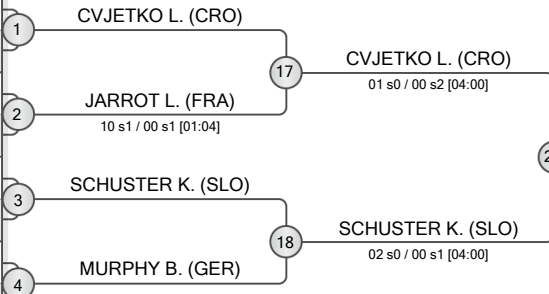 CVJETKO L. (CRO)
1
17
CVJETKO L. (CRO)
01 s0 / 00 s2 [04:00]
JARROT L. (FRA)
2
10 s1 / 00 s1 [01:04]
SCHUSTER K. (SLO)
3
18
SCHUSTER K. (SLO)
02 s0 / 00 s1 [04:00]
MURPHY B. (GER)
4